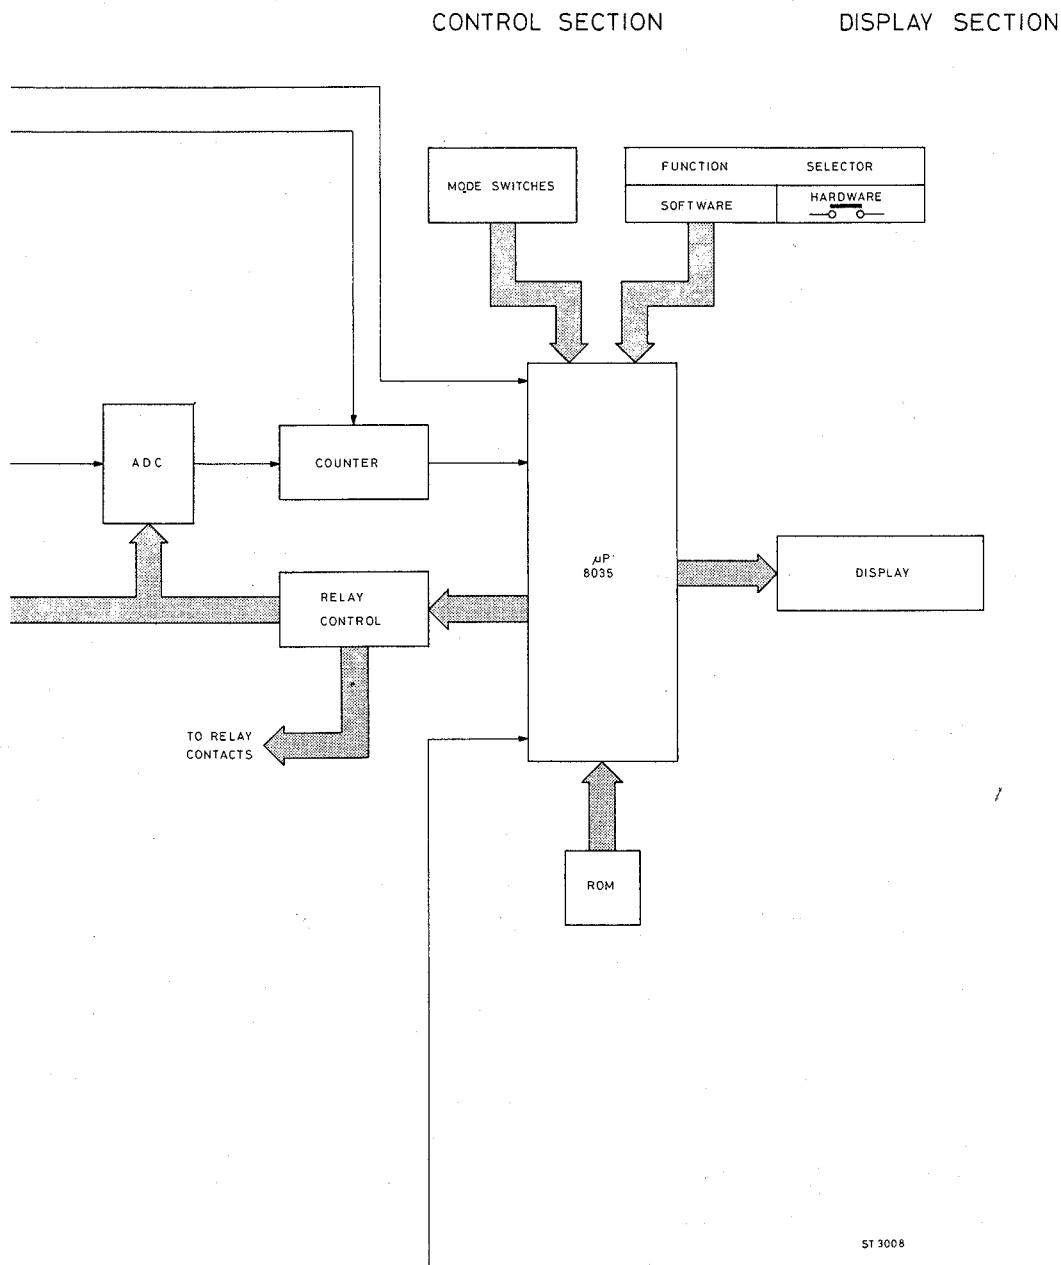 CONTROL SECTION
DISPLAY SECTION
MODE SWITCHES
FUNCTION SELECTOR
SOFTWARE
HARDWARE
ADC
COUNTER
µP
8035
DISPLAY
RELAY
CONTROL
TO RELAY
CONTACTS
ROM
ST 3008